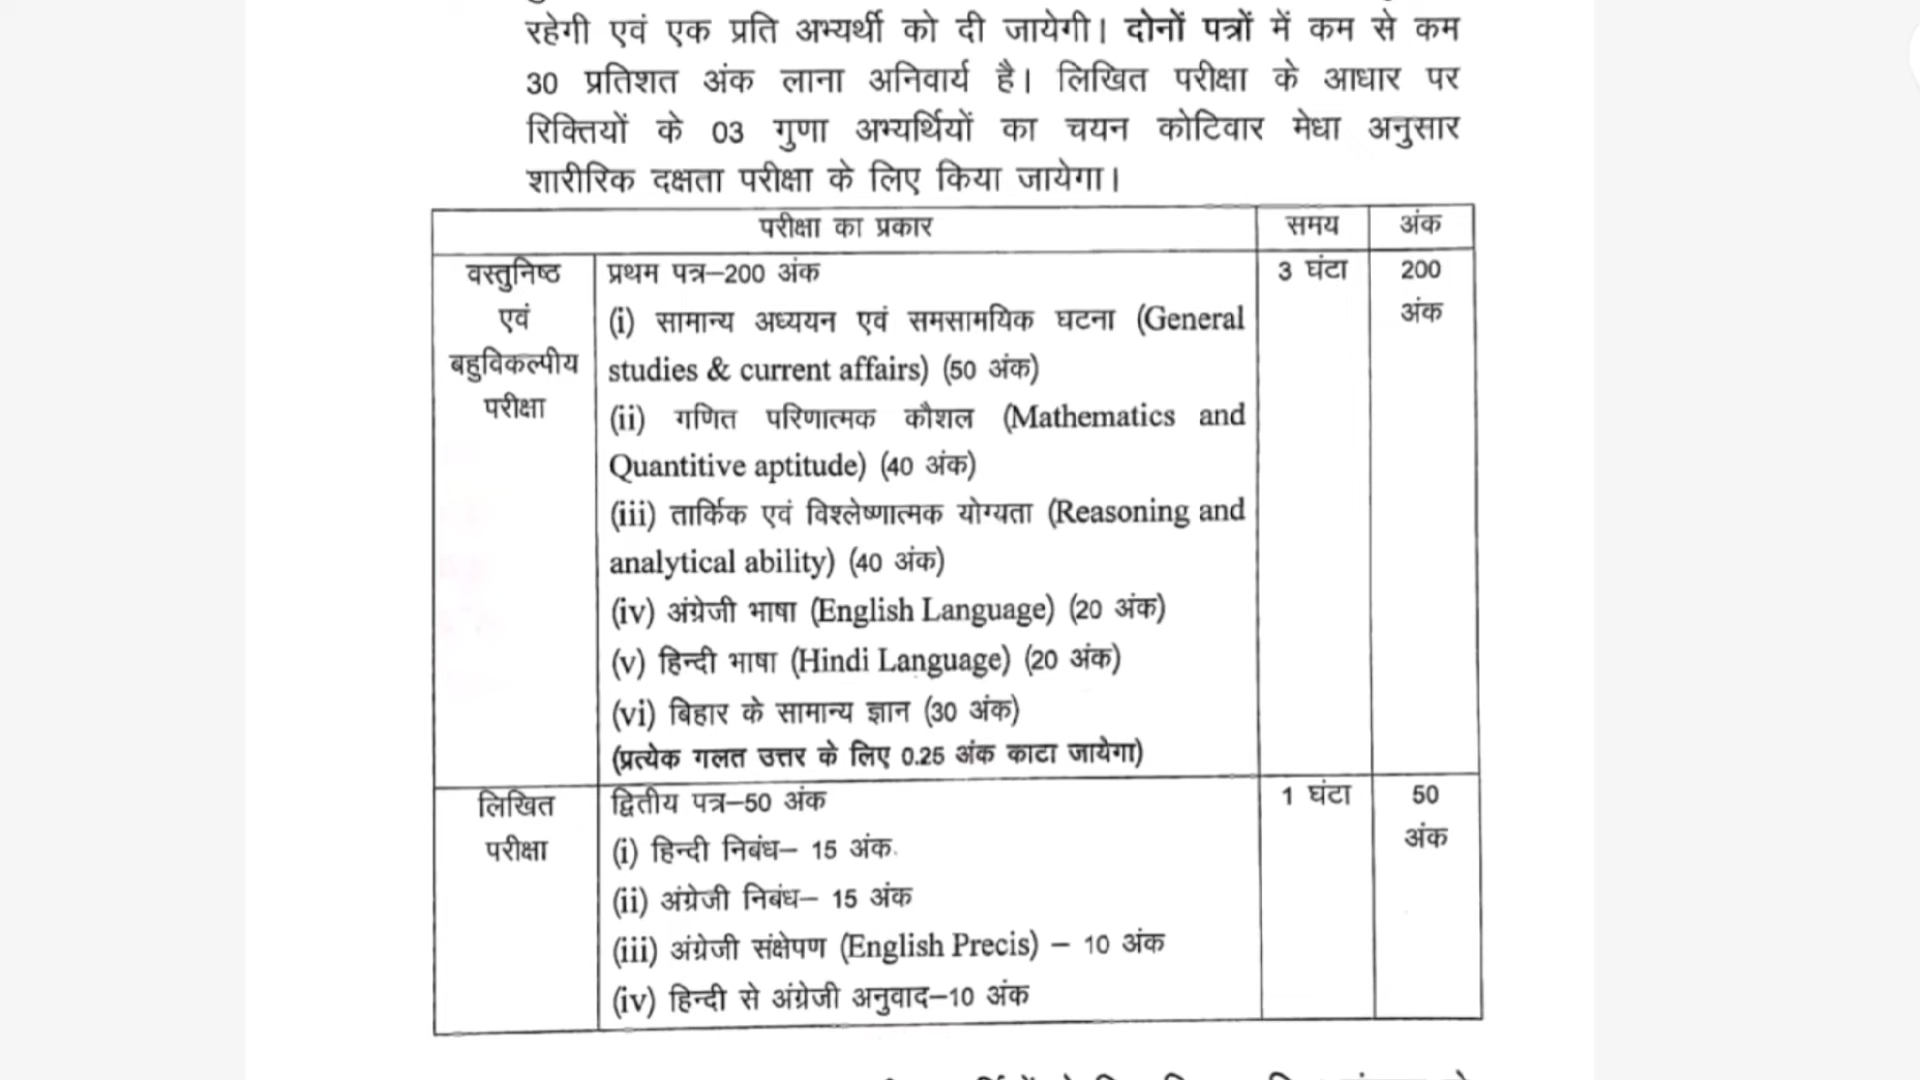 रहेगी एवं एक प्रति अभ्यर्थी को दी जायेगी। दोनों पत्रों में कम से कम
30 प्रतिशत अंक लाना अनिवार्य है। लिखित परीक्षा के आधार पर
रिक्तियों के 03 गुणा अभ्यर्थियों का चयन कोटिवार मेधा अनुसार
शारीरिक दक्षता परीक्षा के लिए किया जायेगा।
परीक्षा का प्रकार समय अंक
वस्तुनिष्ठ
एवं
बहुविकल्पीय
परीक्षा
प्रथम पत्र–200 अंक
(i) सामान्य अध्ययन एवं समसामयिक घटना (General
studies & current affairs) (50 अंक)
(ii) गणित परिणात्मक कौशल (Mathematics and
Quantitive aptitude) (40 अंक)
(iii) तार्किक एवं विश्लेष्णात्मक योग्यता (Reasoning and
analytical ability) (40 अंक)
(iv) अंग्रेजी भाषा (English Language) (20 अंक)
(v) हिन्दी भाषा (Hindi Language) (20 अंक)
(vi) बिहार के सामान्य ज्ञान (30 अंक)
(प्रत्येक गलत उत्तर के लिए 0.25 अंक काटा जायेगा)
3 घंटा
200
अंक
लिखित
परीक्षा
द्वितीय पत्र–50 अंक
(i) हिन्दी निबंध– 15 अंक
(ii) अंग्रेजी निबंध– 15 अंक
(iii) अंग्रेजी संक्षेपण (English Precis) – 10 अंक
(iv) हिन्दी से अंग्रेजी अनुवाद–10 अंक
1 घंटा
50
अंक